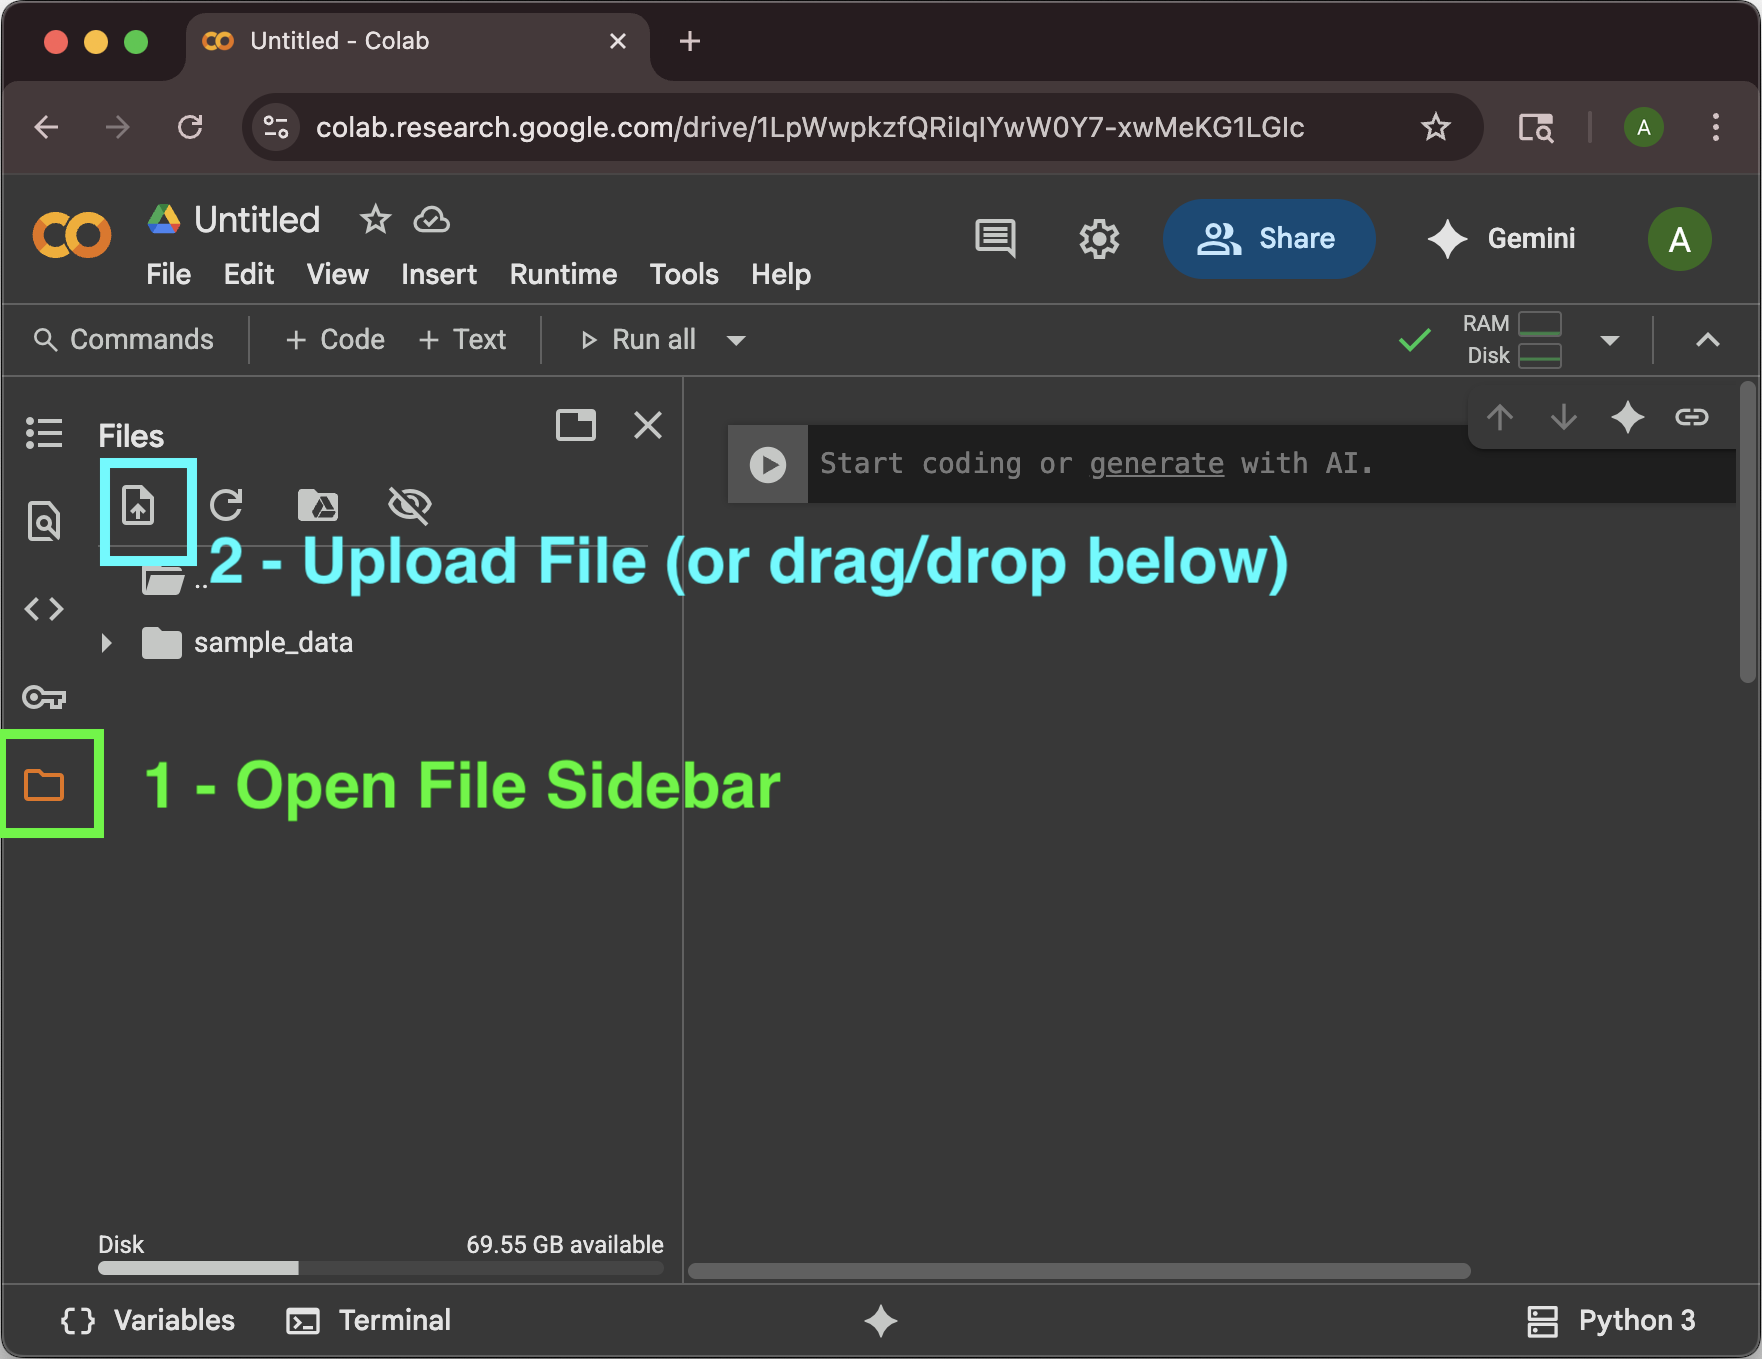 Untitled - Colab
colab.research.google.com/drive/1LpWwpkzfQRilqIYwW0Y7-xwMeKG1LGlc
A
Untitled
File Edit View Insert Runtime Tools Help
Share
Gemini
A
Commands
+ Code + Text
Run all
RAM
Disk
Files
Start coding or generate with AI.
..
2 - Upload File (or drag/drop below)
sample_data
1 - Open File Sidebar
Disk 69.55 GB available
Variables Terminal Python 3